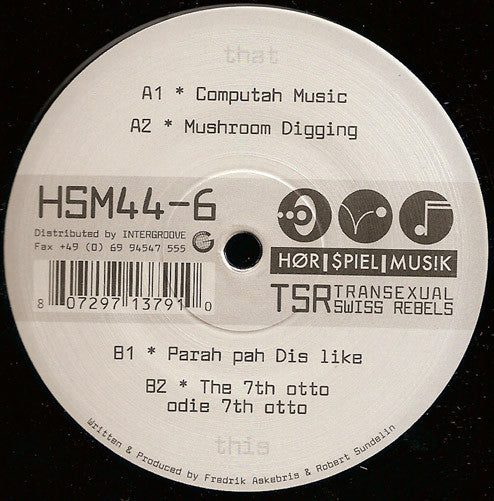 that
A1 * Computah Music
A2 * Mushroom Digging
HSM44-6
Distributed by INTERGROOVE
Fax +49 (0) 69 94547 555
8 07297 13791 0
HØR|$PIEL|MUS!K
TSR TRANSEXUAL
SWISS REBELS
B1 * Parah pah Dis like
B2 * The 7th otto
odie 7th otto
this
Written & Produced by Fredrik Askebris & Robert Sundelin